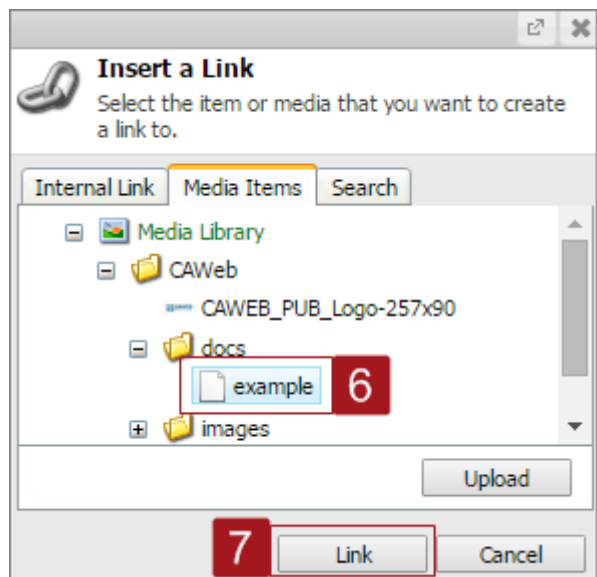 Insert a Link
Select the item or media that you want to create
a link to.
Internal Link Media Items Search
Media Library
CAWeb
CAWEB_PUB_Logo-257x90
docs
example 6
images
Upload
7 Link Cancel